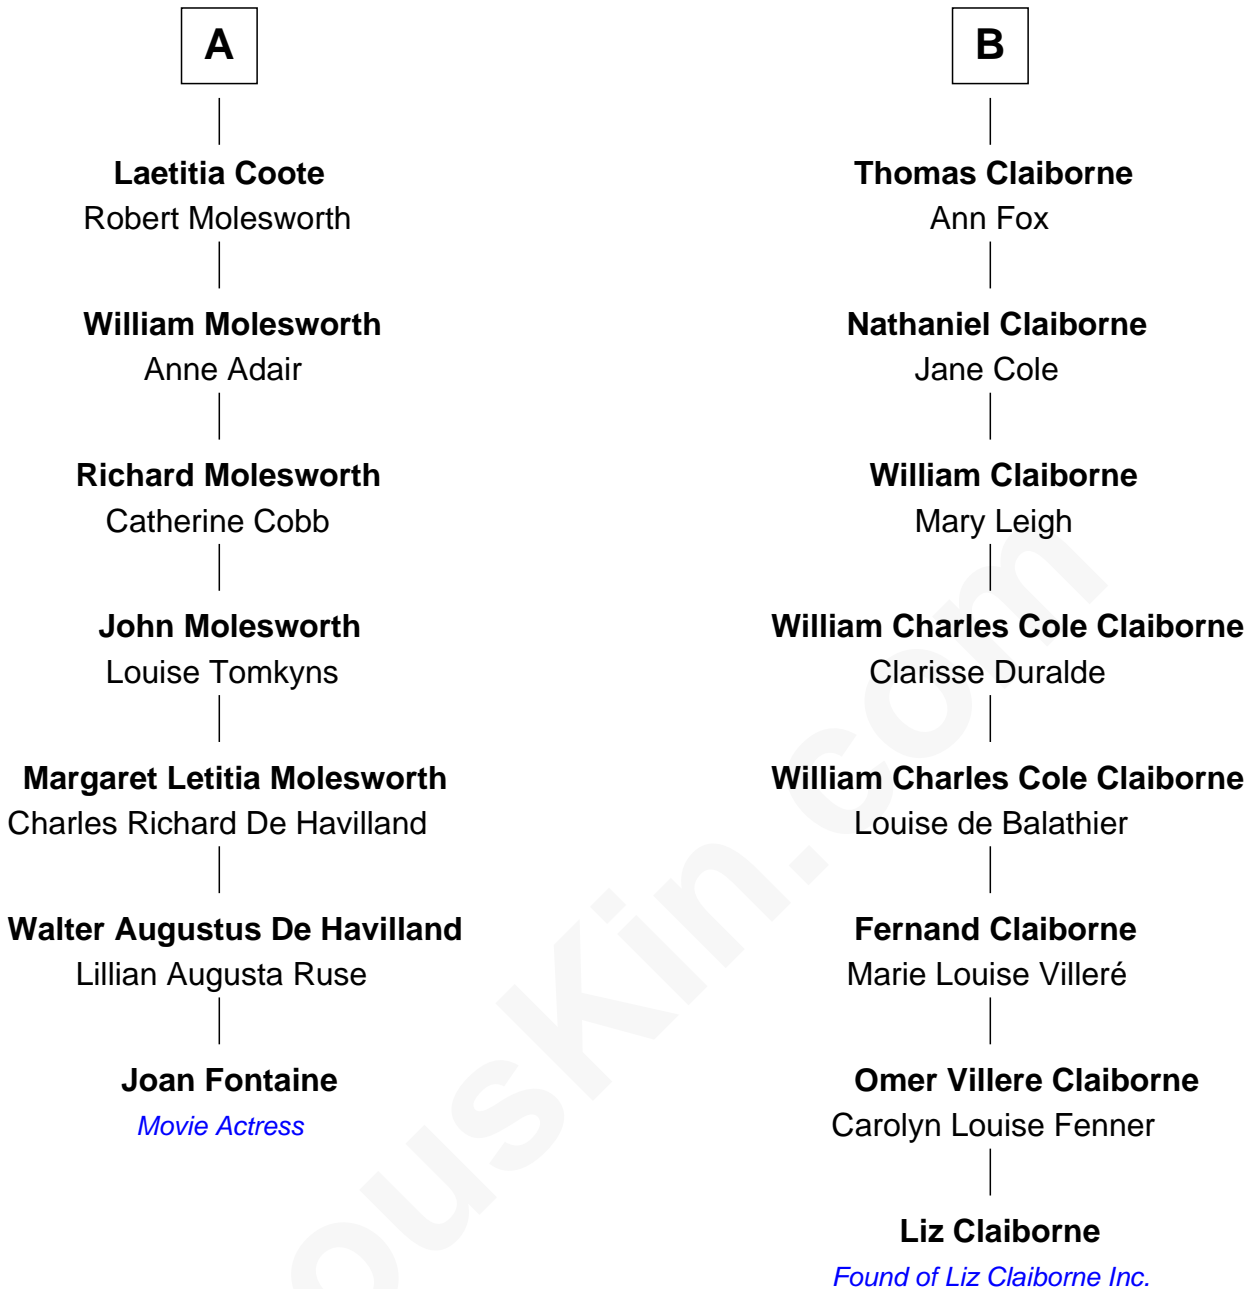 A
Laetitia Coote
Robert Molesworth
William Molesworth
Anne Adair
Richard Molesworth
Catherine Cobb
John Molesworth
Louise Tomkyns
Margaret Letitia Molesworth
Charles Richard De Havilland
Walter Augustus De Havilland
Lillian Augusta Ruse
Joan Fontaine
Movie Actress
B
Thomas Claiborne
Ann Fox
Nathaniel Claiborne
Jane Cole
William Claiborne
Mary Leigh
William Charles Cole Claiborne
Clarisse Duralde
William Charles Cole Claiborne
Louise de Balathier
Fernand Claiborne
Marie Louise Villeré
Omer Villere Claiborne
Carolyn Louise Fenner
Liz Claiborne
Found of Liz Claiborne Inc.
ousKin.com